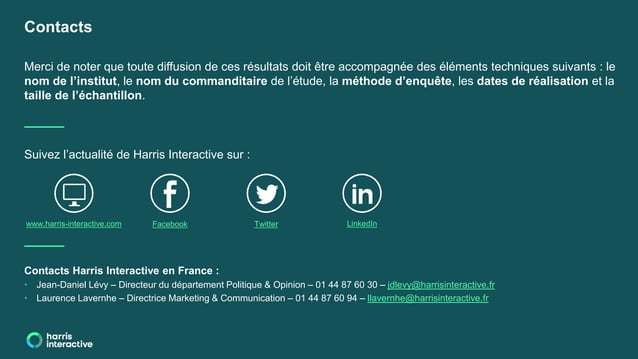 Contacts
Merci de noter que toute diffusion de ces résultats doit être accompagnée des éléments techniques suivants : le
nom de l’institut, le nom du commanditaire de l’étude, la méthode d’enquête, les dates de réalisation et la
taille de l’échantillon.
Suivez l’actualité de Harris Interactive sur :
www.harris-interactive.com
Facebook
Twitter
LinkedIn
Contacts Harris Interactive en France :
• Jean-Daniel Lévy – Directeur du département Politique & Opinion – 01 44 87 60 30 – jdlevy@harrisinteractive.fr
• Laurence Lavernhe – Directrice Marketing & Communication – 01 44 87 60 94 – llavernhe@harrisinteractive.fr
harris
interactive